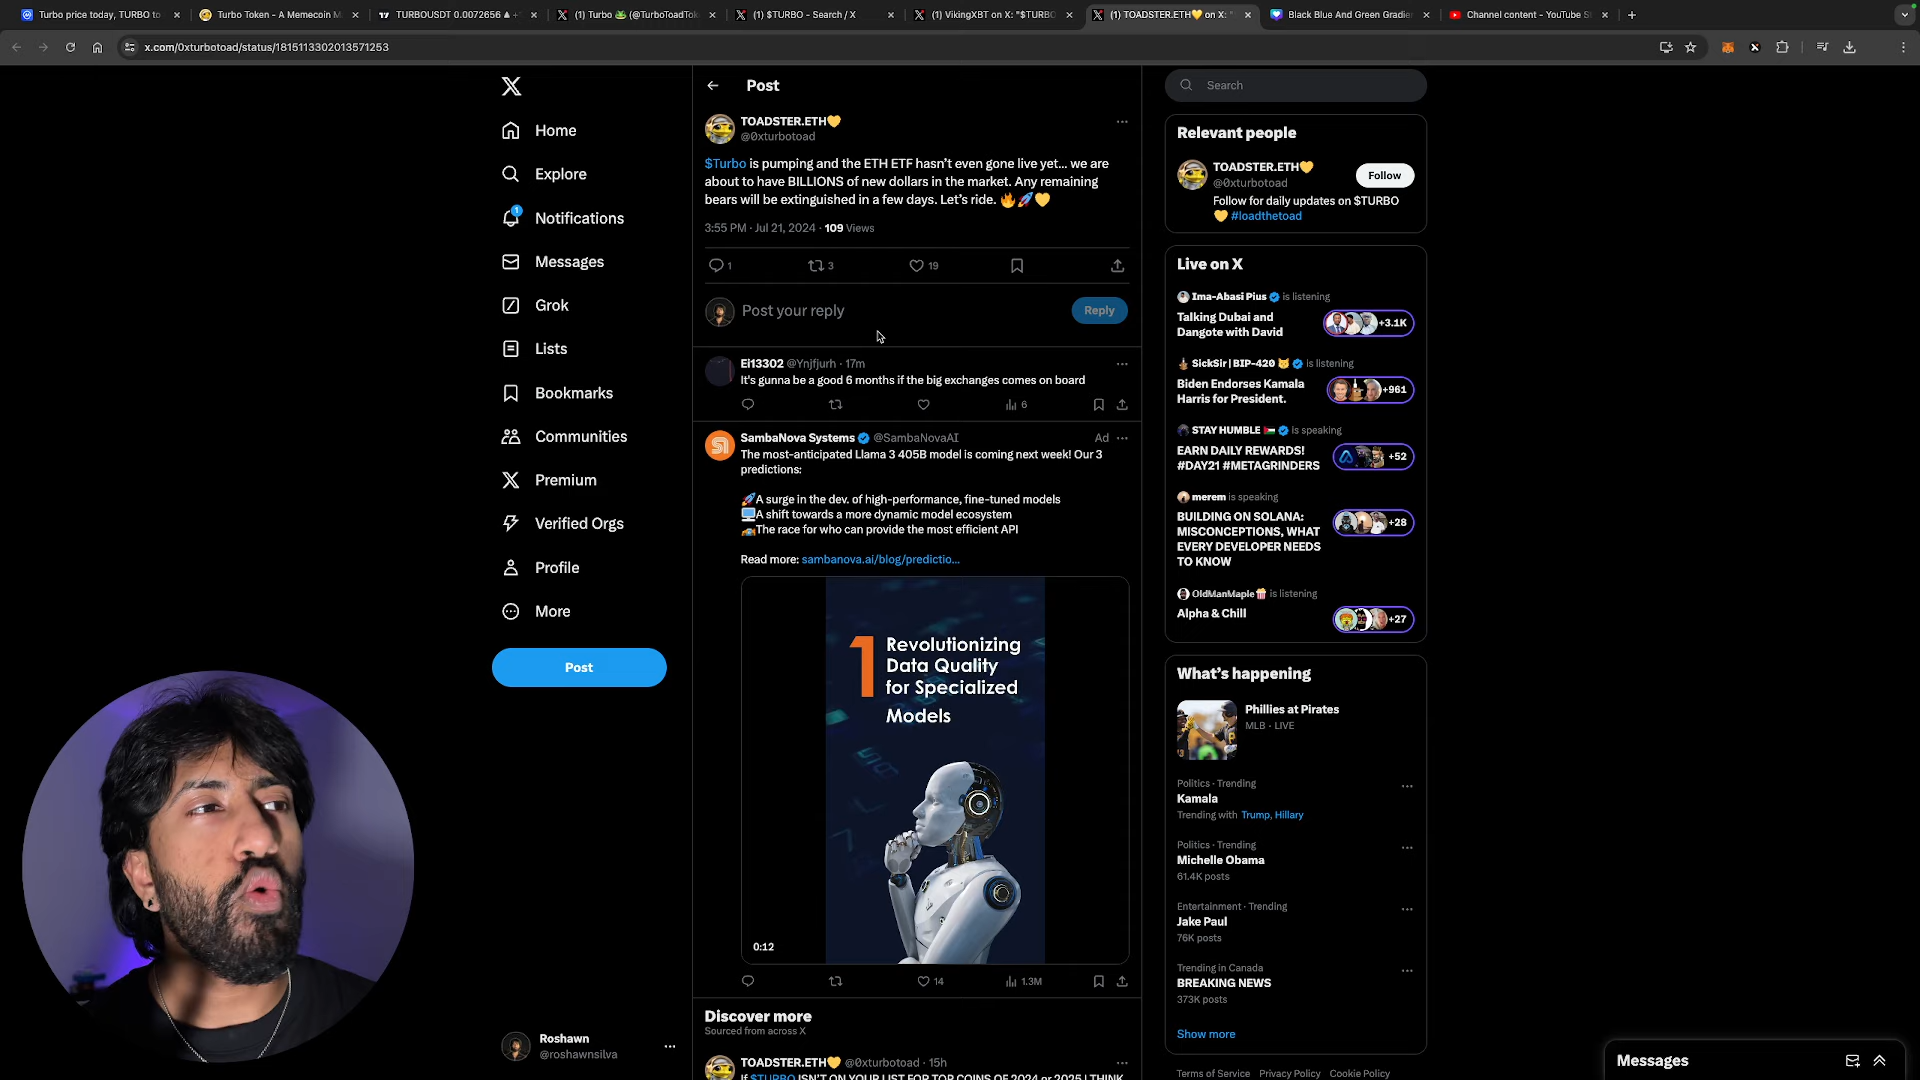 Turbo price today, TURBO to
Turbo Token - A Memecoin M
TURBOUSDT 0.0072656 ▲ +
(1) Turbo 🐸 (@TurboToadTok
(1) $TURBO - Search / X
(1) VikingXBT on X: "$TURBO
(1) TOADSTER.ETH💛 on X: "
Black Blue And Green Gradie
Channel content - YouTube S
x.com/0xturbotoad/status/1815113302013571253
Home
Explore
1
Notifications
Messages
Grok
Lists
Bookmarks
Communities
Premium
Verified Orgs
Profile
More
Post
Roshawn
@roshawnsilva
Post
TOADSTER.ETH💛
@0xturbotoad
$Turbo is pumping and the ETH ETF hasn't even gone live yet... we are
about to have BILLIONS of new dollars in the market. Any remaining
bears will be extinguished in a few days. Let's ride. 🔥🚀💛
3:55 PM · Jul 21, 2024 · 109 Views
1
3
19
Post your reply
Reply
Ei13302 @Ynjfjurh · 17m
It's gunna be a good 6 months if the big exchanges comes on board
6
SambaNova Systems @SambaNovaAI
Ad
The most-anticipated Llama 3 405B model is coming next week! Our 3
predictions:
🚀A surge in the dev. of high-performance, fine-tuned models
🖥️A shift towards a more dynamic model ecosystem
The race for who can provide the most efficient API
Read more: sambanova.ai/blog/predictio...
1 Revolutionizing
Data Quality
for Specialized
Models
0:12
14
1.3M
Discover more
Sourced from across X
TOADSTER.ETH💛 @0xturbotoad · 15h
If $TURBO ISN'T ON YOUR LIST FOR TOP COINS OF 2024 or 2025 I THINK
Search
Relevant people
TOADSTER.ETH💛
@0xturbotoad
Follow
Follow for daily updates on $TURBO
💛 #loadthetoad
Live on X
Ima-Abasi Pius is listening
Talking Dubai and
Dangote with David
+3.1K
SickSir | BIP-420 is listening
Biden Endorses Kamala
Harris for President.
+961
STAY HUMBLE 🇵🇸 is speaking
EARN DAILY REWARDS!
#DAY21 #METAGRINDERS
+52
merem is speaking
BUILDING ON SOLANA:
MISCONCEPTIONS, WHAT
EVERY DEVELOPER NEEDS
TO KNOW
+28
OldManMaple🍿 is listening
Alpha & Chill
+27
What's happening
Phillies at Pirates
MLB · LIVE
Politics · Trending
Kamala
Trending with Trump, Hillary
Politics · Trending
Michelle Obama
61.4K posts
Entertainment · Trending
Jake Paul
76K posts
Trending in Canada
BREAKING NEWS
373K posts
Show more
Terms of Service Privacy Policy Cookie Policy
Messages